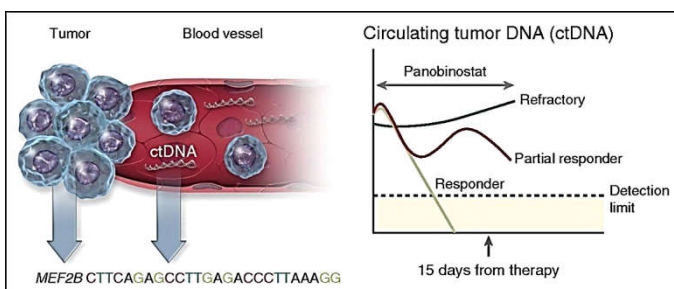 Tumor
Blood vessel
ctDNA
MEF2B CTTCAGAGCCTTGAGACCCTTAAAGG
Circulating tumor DNA (ctDNA)
Panobinostat
Refractory
Partial responder
Responder
Detection
limit
15 days from therapy